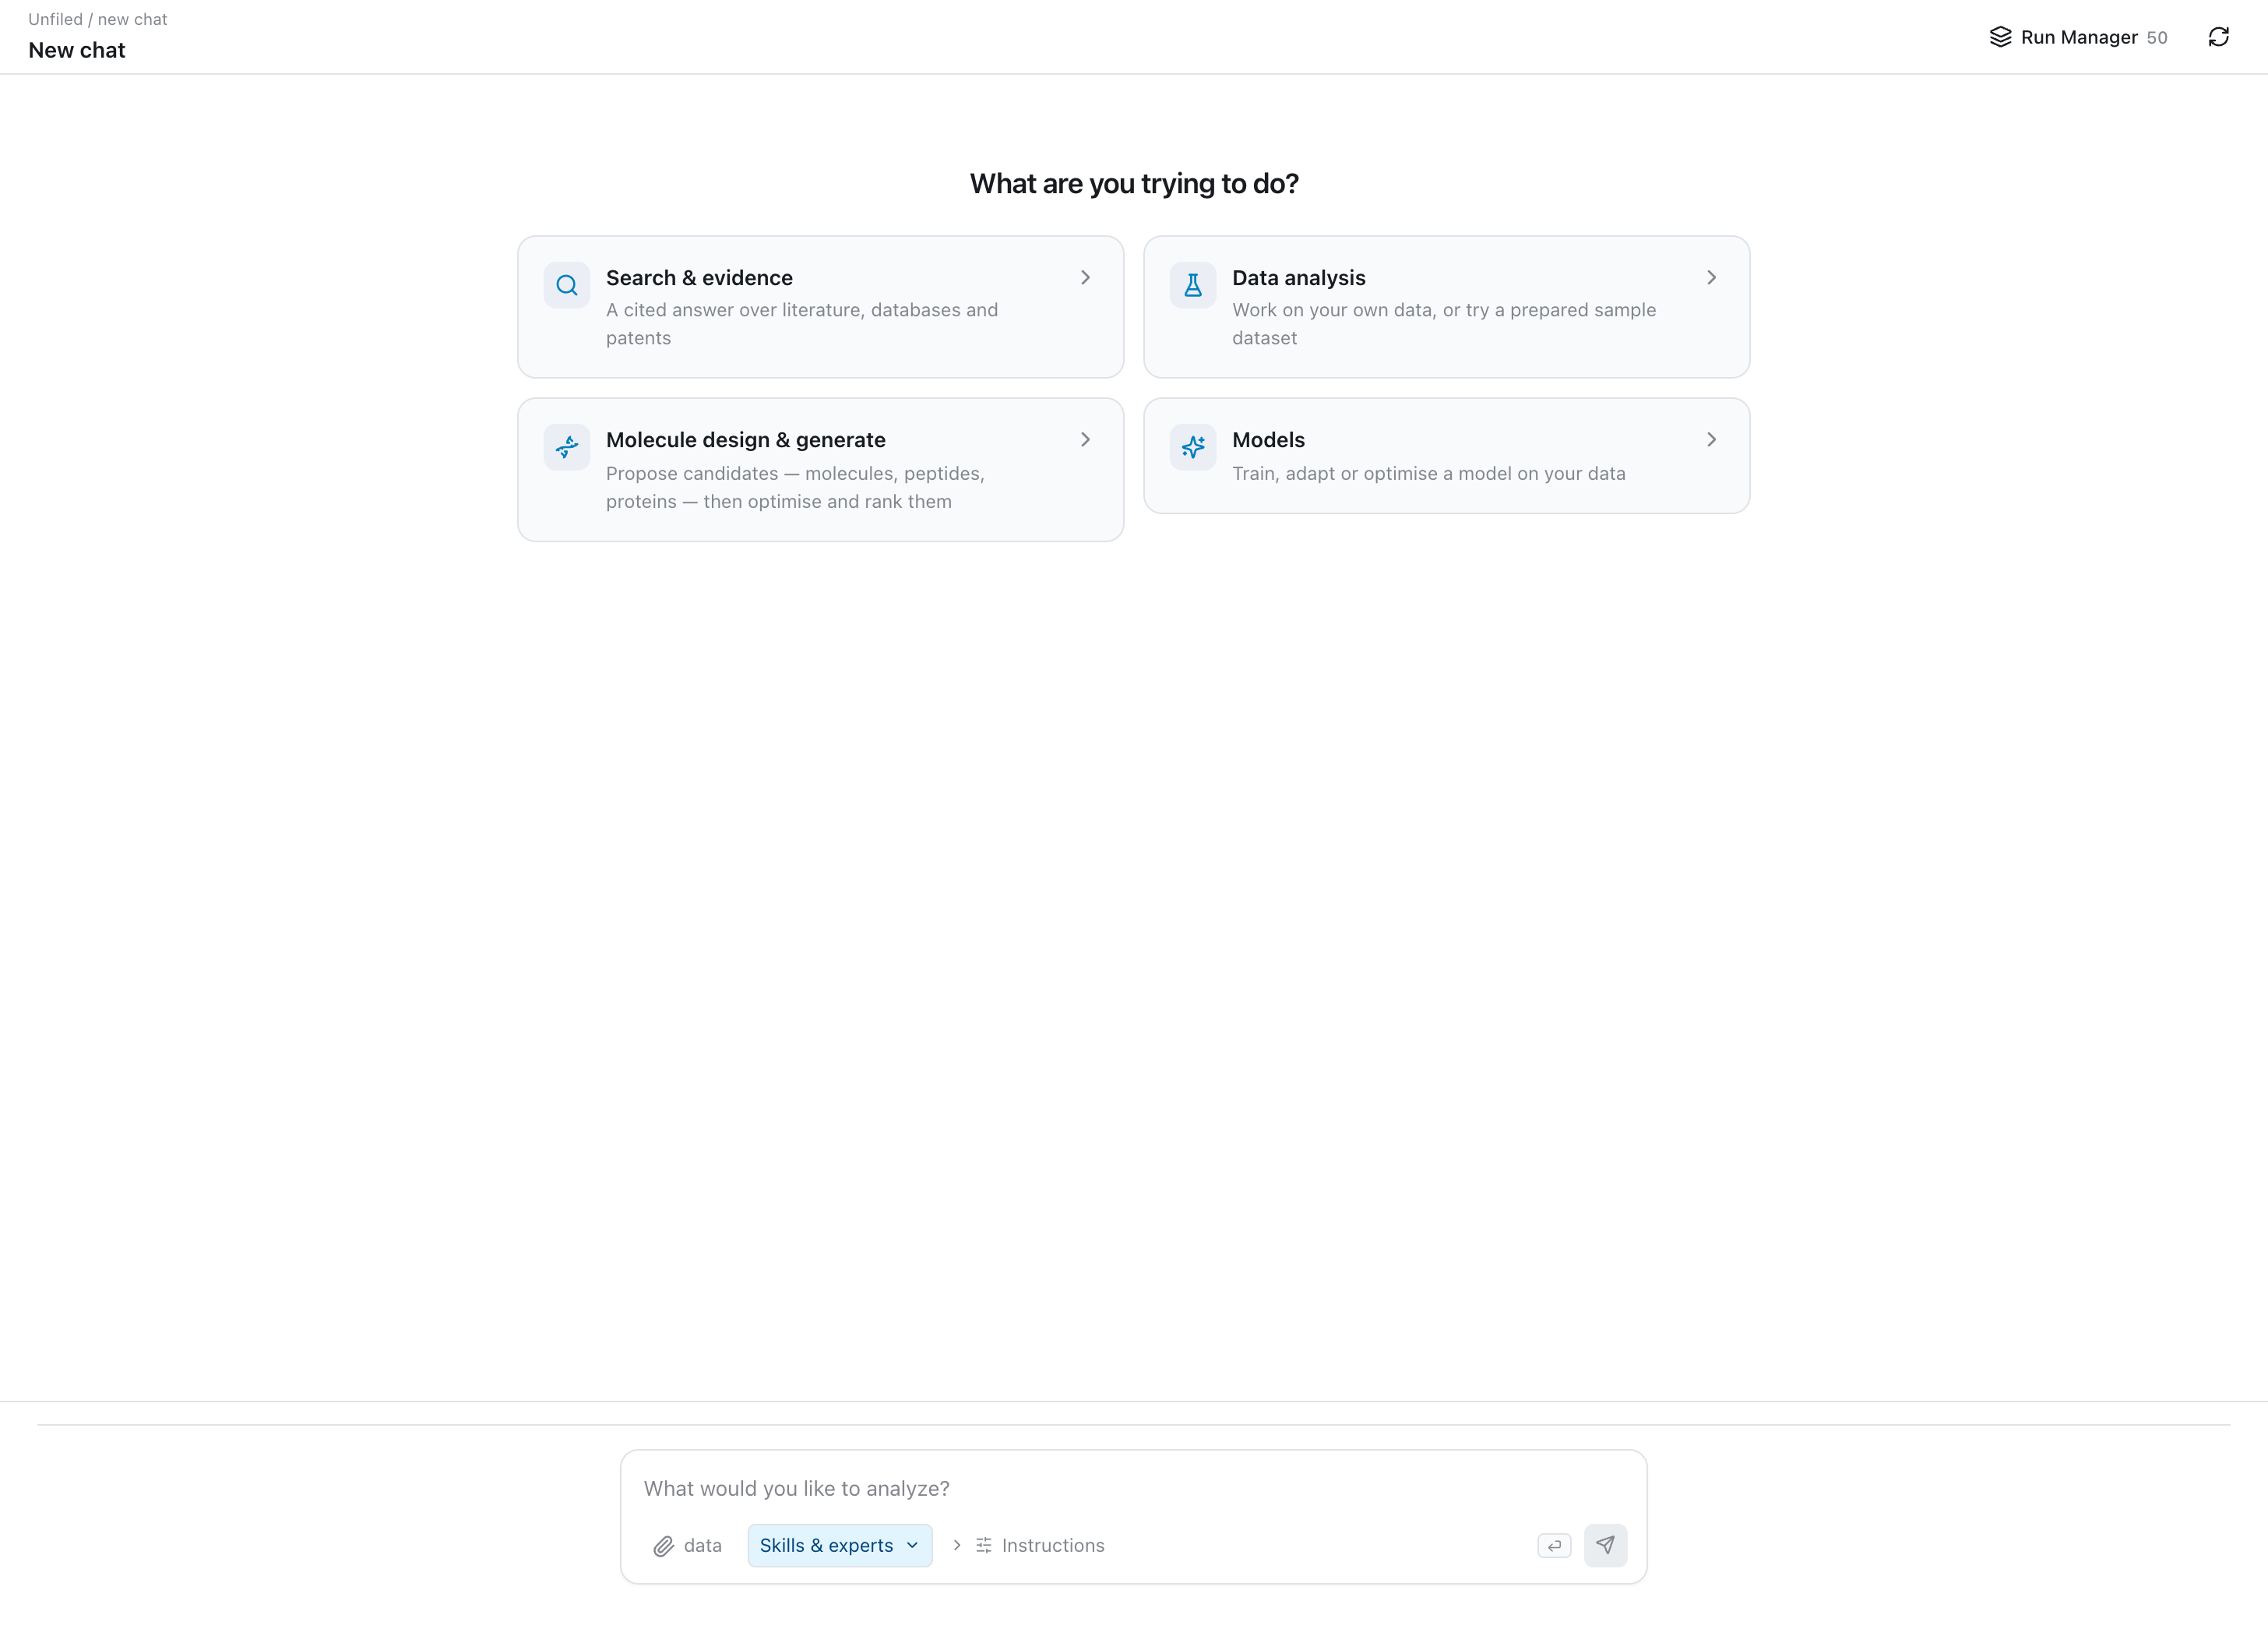 Unfiled / new chat
New chat
Run Manager 50
What are you trying to do?
Search & evidence
A cited answer over literature, databases and
patents
Data analysis
Work on your own data, or try a prepared sample
dataset
Molecule design & generate
Propose candidates — molecules, peptides,
proteins — then optimise and rank them
Models
Train, adapt or optimise a model on your data
What would you like to analyze?
data
Skills & experts
Instructions